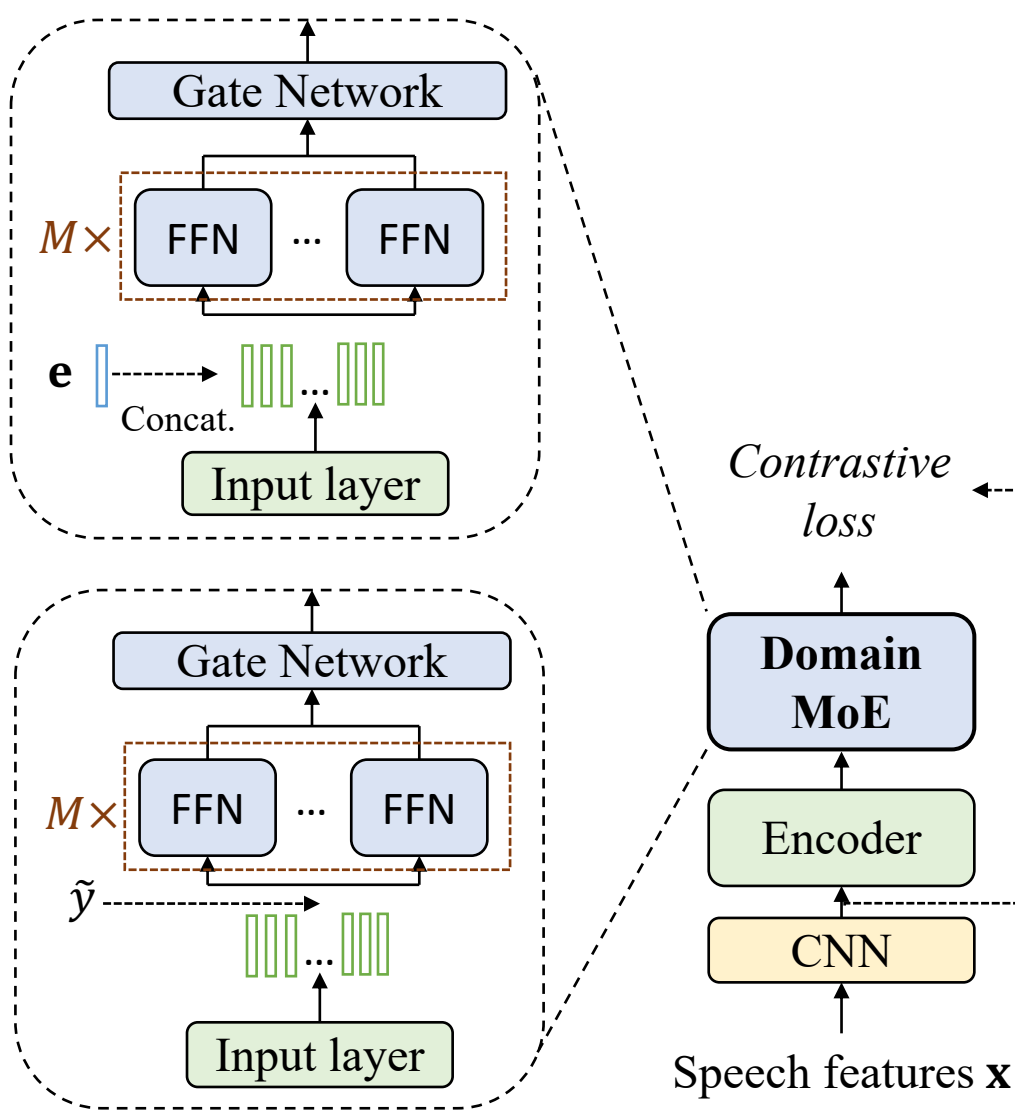 Gate Network
M×
FFN
...
FFN
e
...
Concat.
Input layer
Gate Network
M×
FFN
...
FFN
ỹ
...
Input layer
Contrastive
loss
Domain
MoE
Encoder
CNN
Speech features x